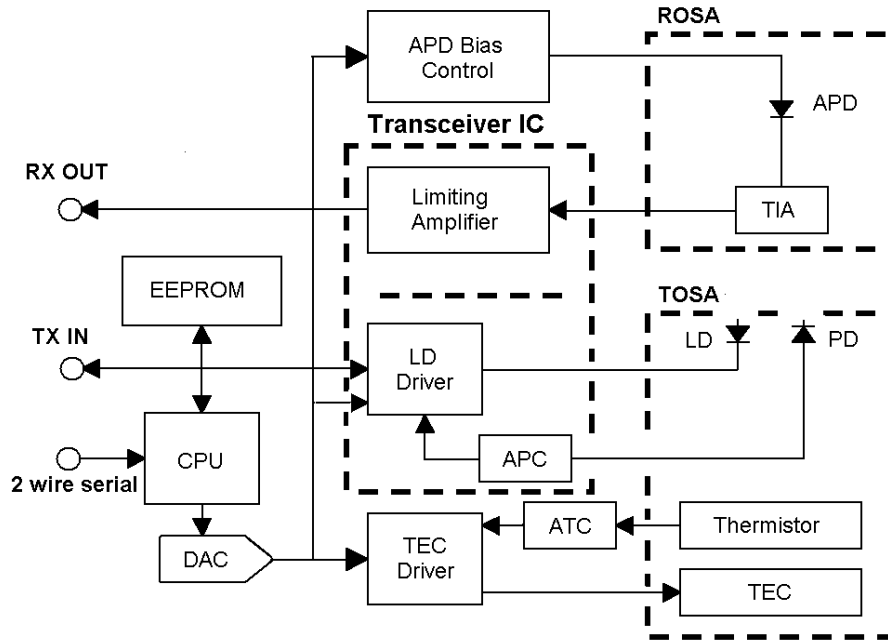 ROSA
APD Bias
Control
APD
Transceiver IC
RX OUT
Limiting
Amplifier
TIA
EEPROM
TOSA
TX IN
LD
Driver
LD
PD
CPU
APC
2 wire serial
DAC
TEC
Driver
ATC
Thermistor
TEC